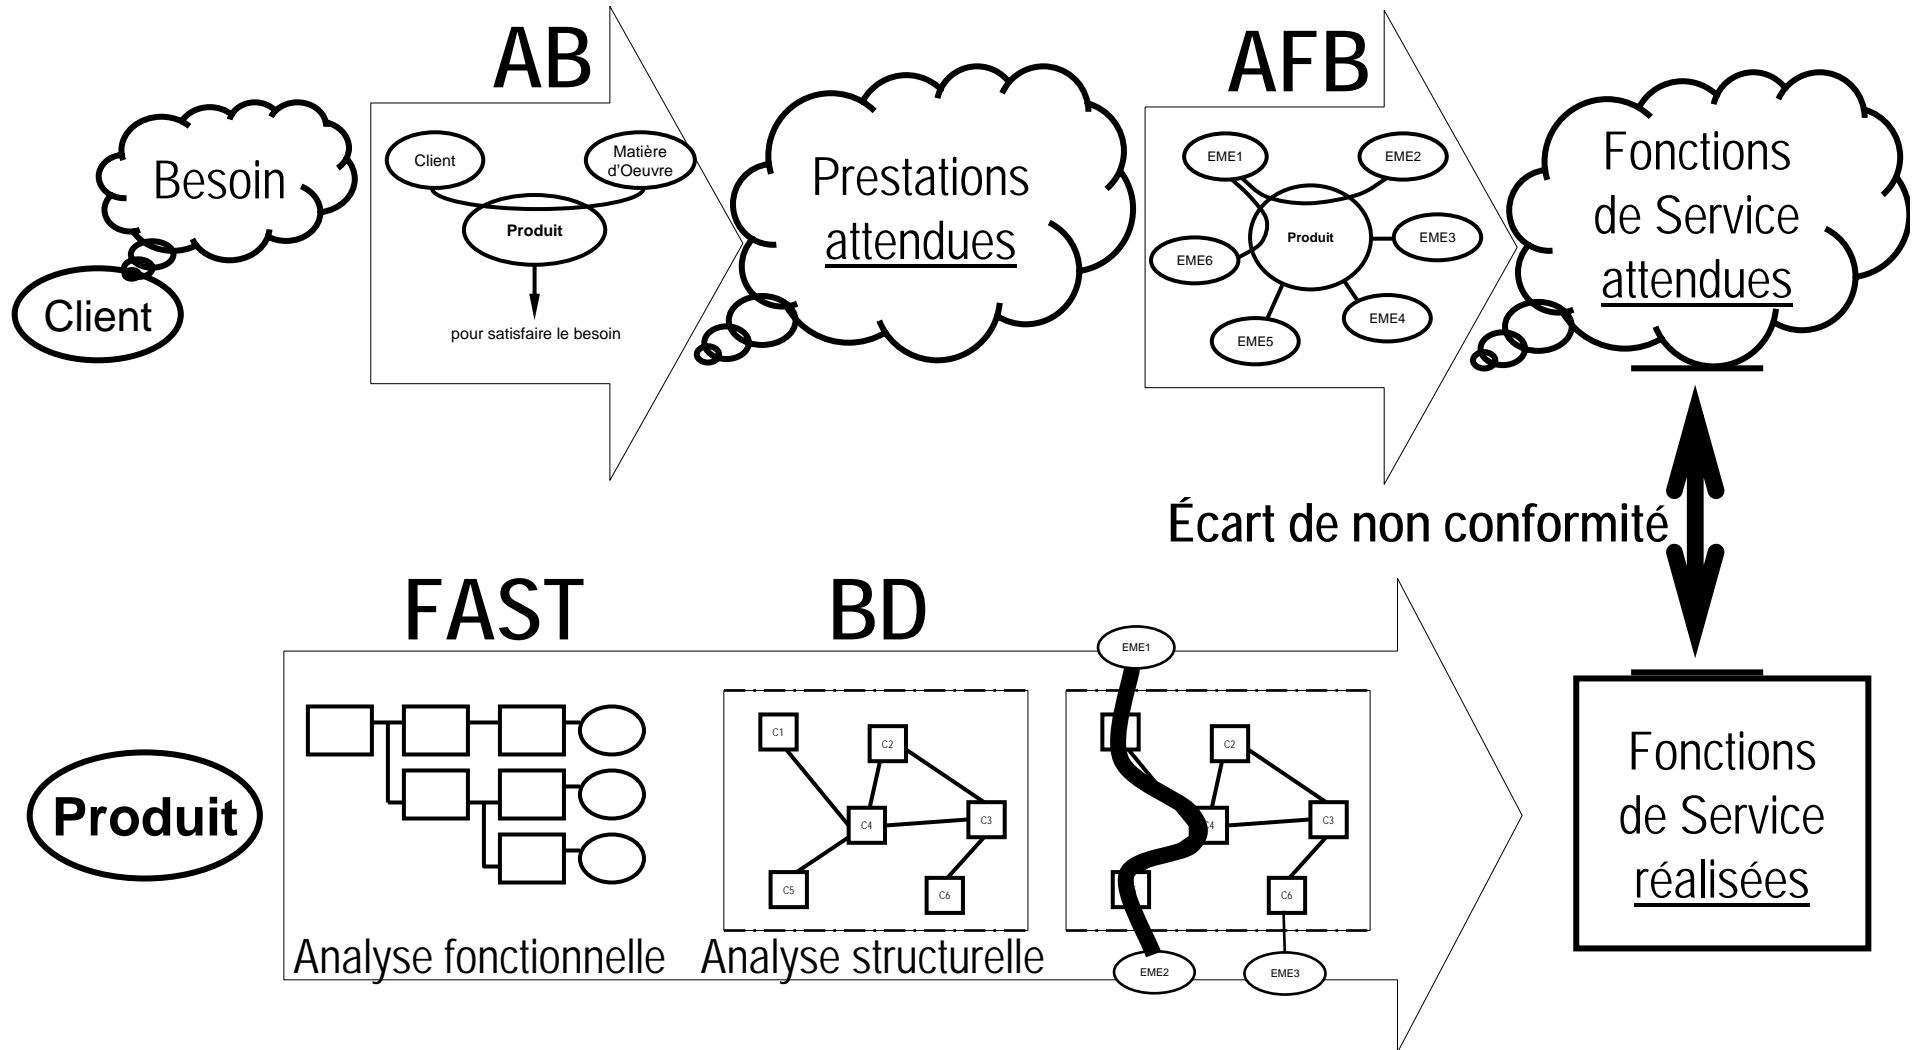 AB
AFB
Besoin
Client
Client
Matière
d'Oeuvre
Produit
pour satisfaire le besoin
Prestations
attendues
EME1
EME2
Produit
EME3
EME6
EME4
EME5
Fonctions
de Service
attendues
Écart de non conformité
FAST
BD
Produit
Analyse fonctionnelle
C1
C2
C4
C3
C5
C6
Analyse structurelle
EME1
C2
C4
C3
C6
EME2
EME3
Fonctions
de Service
réalisées